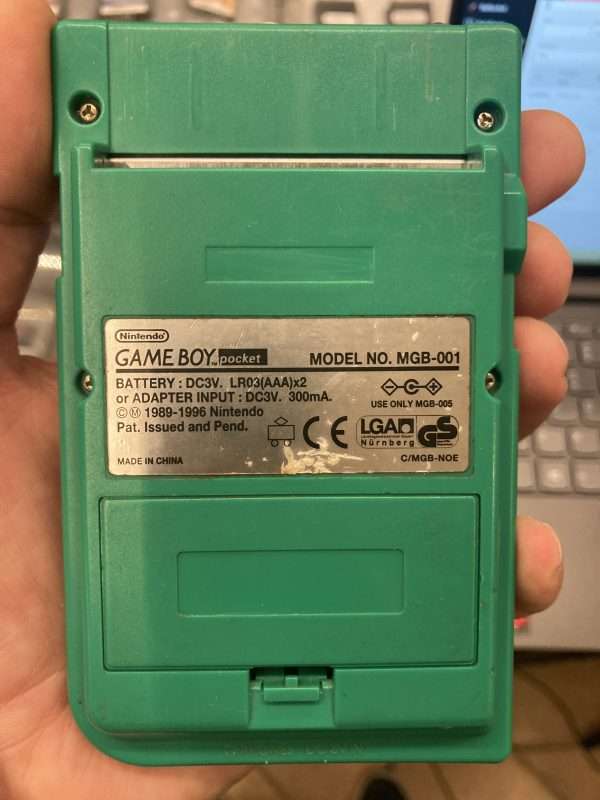 Nintendo®
GAME BOY pocket
MODEL NO. MGB-001
BATTERY : DC3V. LR03(AAA)x2
or ADAPTER INPUT : DC3V. 300mA.
USE ONLY MGB-005
©Ⓜ 1989-1996 Nintendo
Pat. Issued and Pend.
CE
LGA
Nürnberg
GS
MADE IN CHINA
C/MGB-NOE